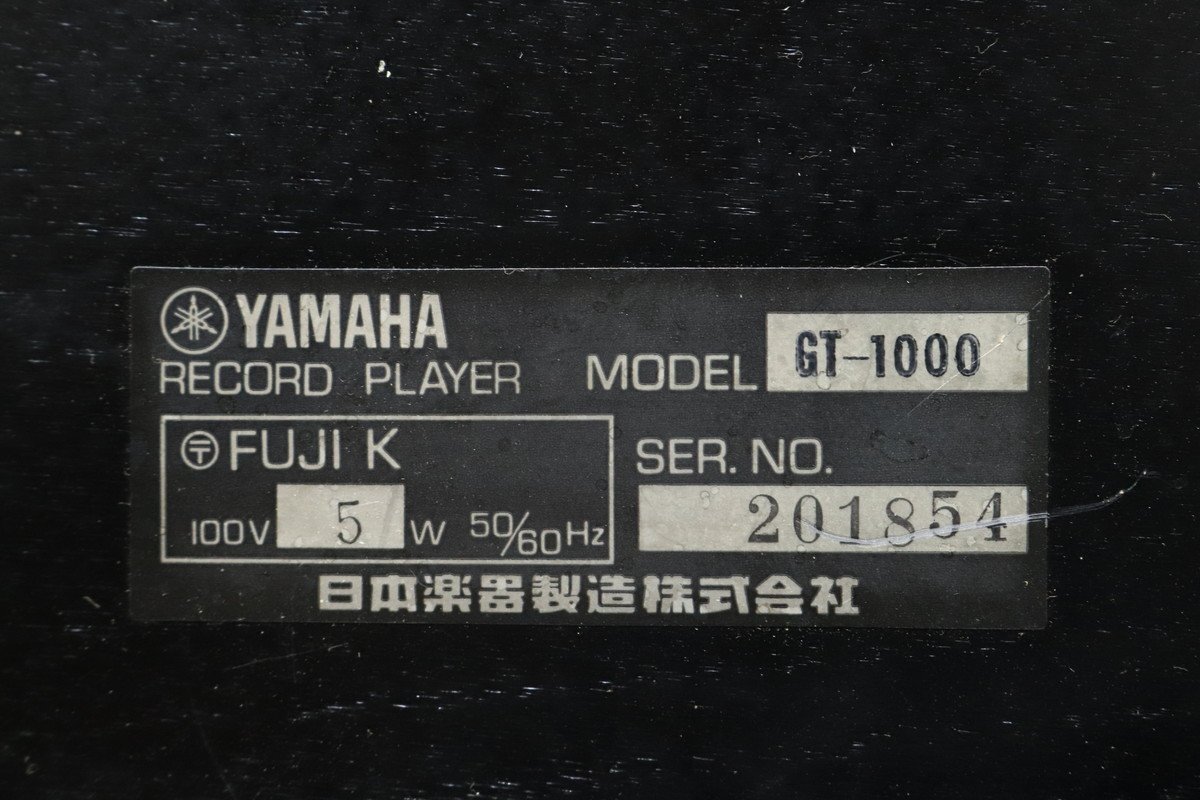 YAMAHA
RECORD PLAYER MODEL GT-1000
〒 FUJI K
100V 5 W 50/60Hz
SER. NO.
201854
日本楽器製造株式会社